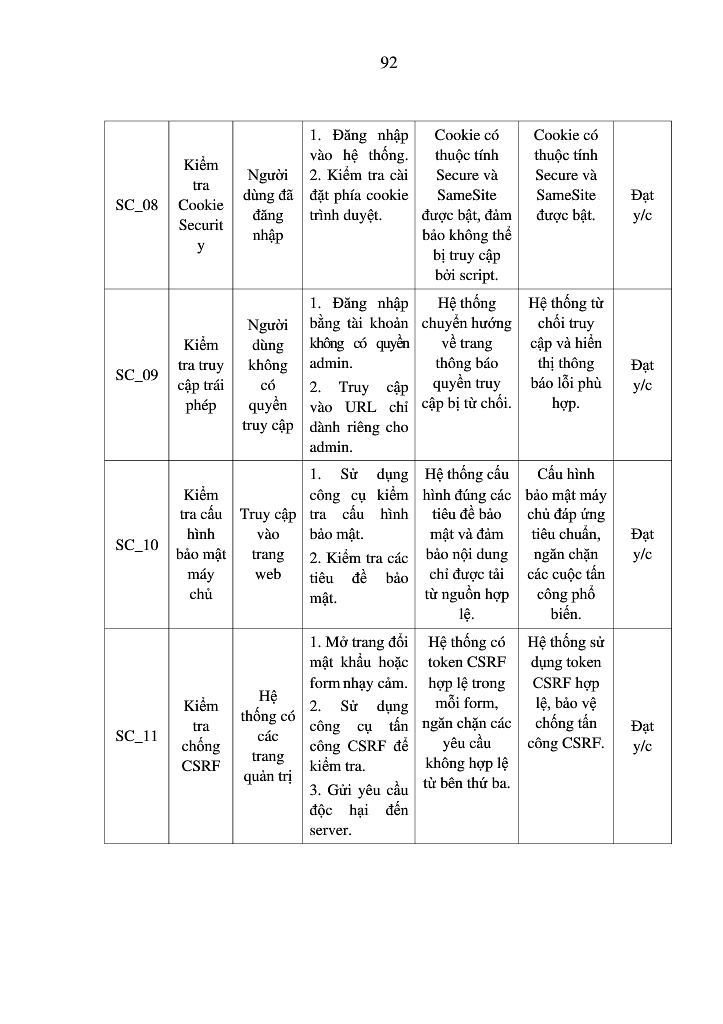 92
SC_08
Kiểm
tra
Cookie
Securit
y
Người
dùng đã
đăng
nhập
1. Đăng nhập
vào hệ thống.
2. Kiểm tra cài
đặt phía cookie
trình duyệt.
Cookie có
thuộc tính
Secure và
SameSite
được bật, đảm
bảo không thể
bị truy cập
bởi script.
Cookie có
thuộc tính
Secure và
SameSite
được bật.
Đạt
y/c
SC_09
Kiểm
tra truy
cập trái
phép
Người
dùng
không
có
quyền
truy cập
1. Đăng nhập
bằng tài khoản
không có quyền
admin.
2. Truy cập
vào URL chỉ
dành riêng cho
admin.
Hệ thống
chuyển hướng
về trang
thông báo
quyền truy
cập bị từ chối.
Hệ thống từ
chối truy
cập và hiển
thị thông
báo lỗi phù
hợp.
Đạt
y/c
SC_10
Kiểm
tra cấu
hình
bảo mật
máy
chủ
Truy cập
vào
trang
web
1. Sử dụng
công cụ kiểm
tra cấu hình
bảo mật.
2. Kiểm tra các
tiêu đề bảo
mật.
Hệ thống cấu
hình đúng các
tiêu đề bảo
mật và đảm
bảo nội dung
chỉ được tải
từ nguồn hợp
lệ.
Cấu hình
bảo mật máy
chủ đáp ứng
tiêu chuẩn,
ngăn chặn
các cuộc tấn
công phổ
biến.
Đạt
y/c
SC_11
Kiểm
tra
chống
CSRF
Hệ
thống có
các
trang
quản trị
1. Mở trang đổi
mật khẩu hoặc
form nhạy cảm.
2. Sử dụng
công cụ tấn
công CSRF để
kiểm tra.
3. Gửi yêu cầu
độc hại đến
server.
Hệ thống có
token CSRF
hợp lệ trong
mỗi form,
ngăn chặn các
yêu cầu
không hợp lệ
từ bên thứ ba.
Hệ thống sử
dụng token
CSRF hợp
lệ, bảo vệ
chống tấn
công CSRF.
Đạt
y/c